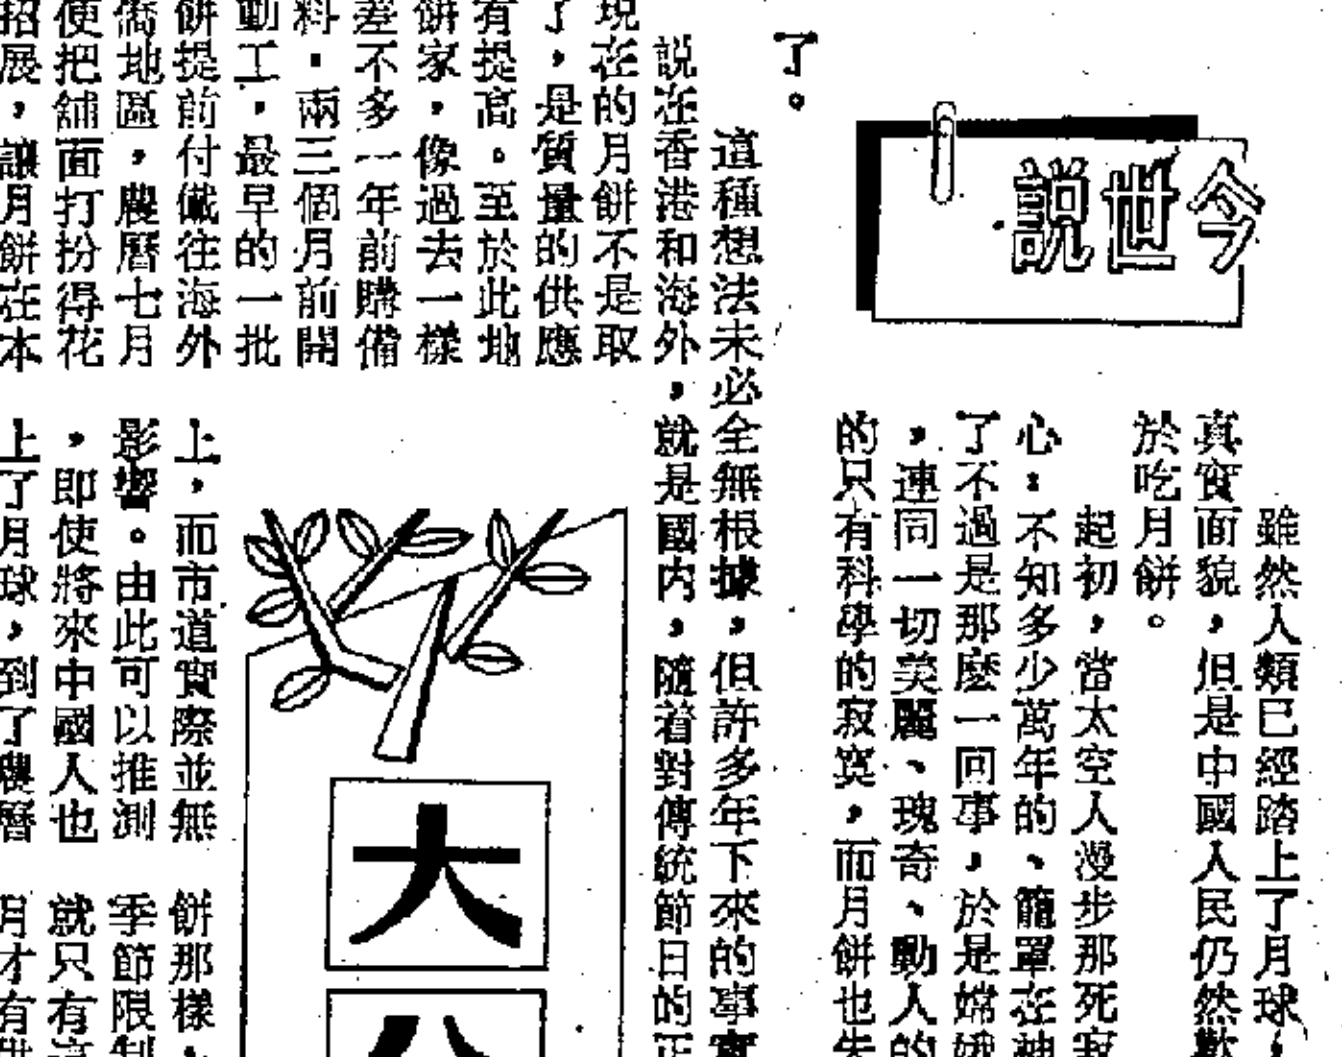 今世説
雖然人類已經踏上了月球，
真實面貌，但是中國人民仍然歡
於吃月餅。
起初，當太空人漫步那死寂
心：不知多少萬年的、籠罩在神
了不過是那麼一回事，於是嫦娥
，連同一切美麗、瑰奇、動人的
的只有科學的寂寞，而月餅也失
了。
這種想法未必全無根據，但許多年下來的事實
説在香港和海外，就是國内，隨着對傳統節日的正
現在的月餅不是取
了，是質量的供應
有提高。至於此地
餅家，像過去一樣
差不多一年前購備
料。兩三個月前開
動工，最早的一批
餅提前付儎往海外
僑地區，農曆七月
使把舖面打扮得花
招展，讓月餅在本
上，而市道實際並無
影響。由此可以推測
，即使將來中國人也
上了月球，到了農曆
餅那樣，
季節限制
就只有
月才有
大